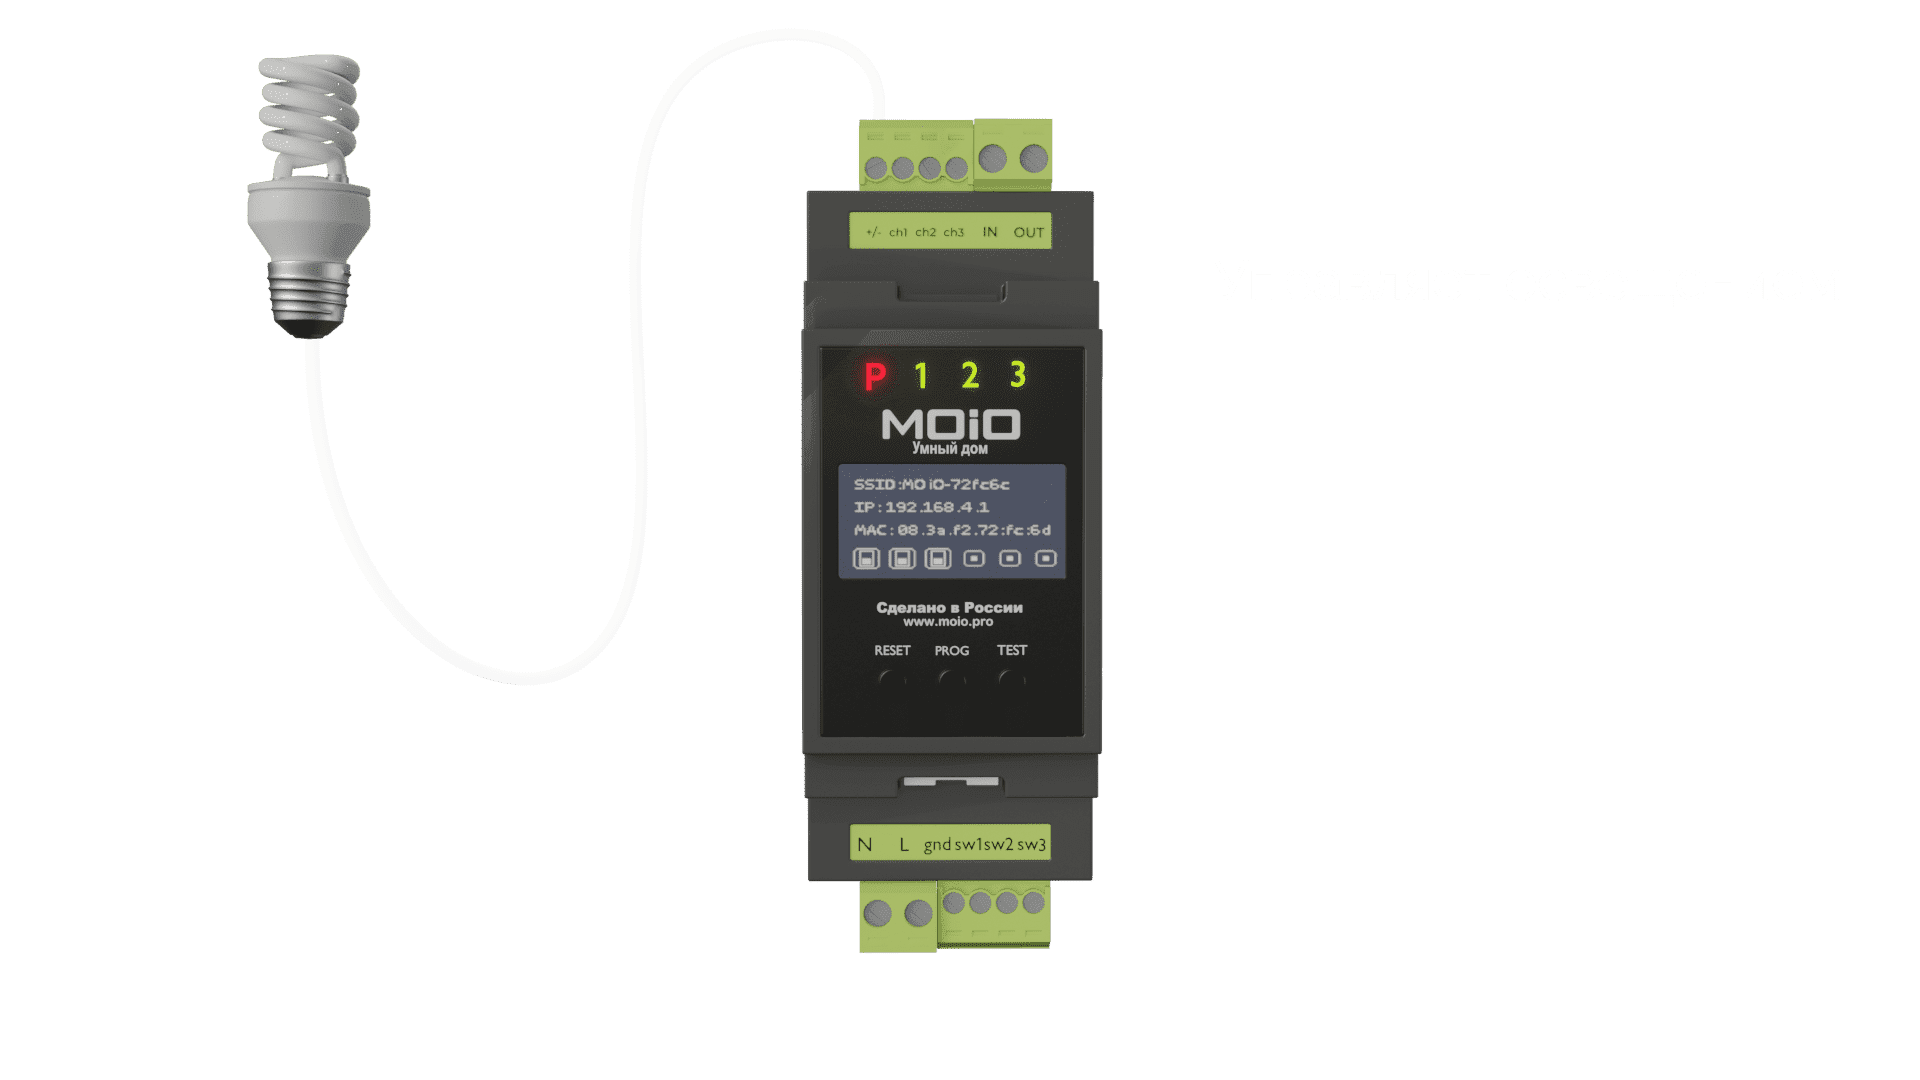 +/- ch1 ch2 ch3 IN OUT
P 1 2 3
MOiO
Умный дом
SSID:MOiO-72fc6c
IP:192.168.4.1
MAC:08.3a.f2.72:fc:6d
Сделано в России
www.moio.pro
RESET PROG TEST
N L gnd sw1 sw2 sw3